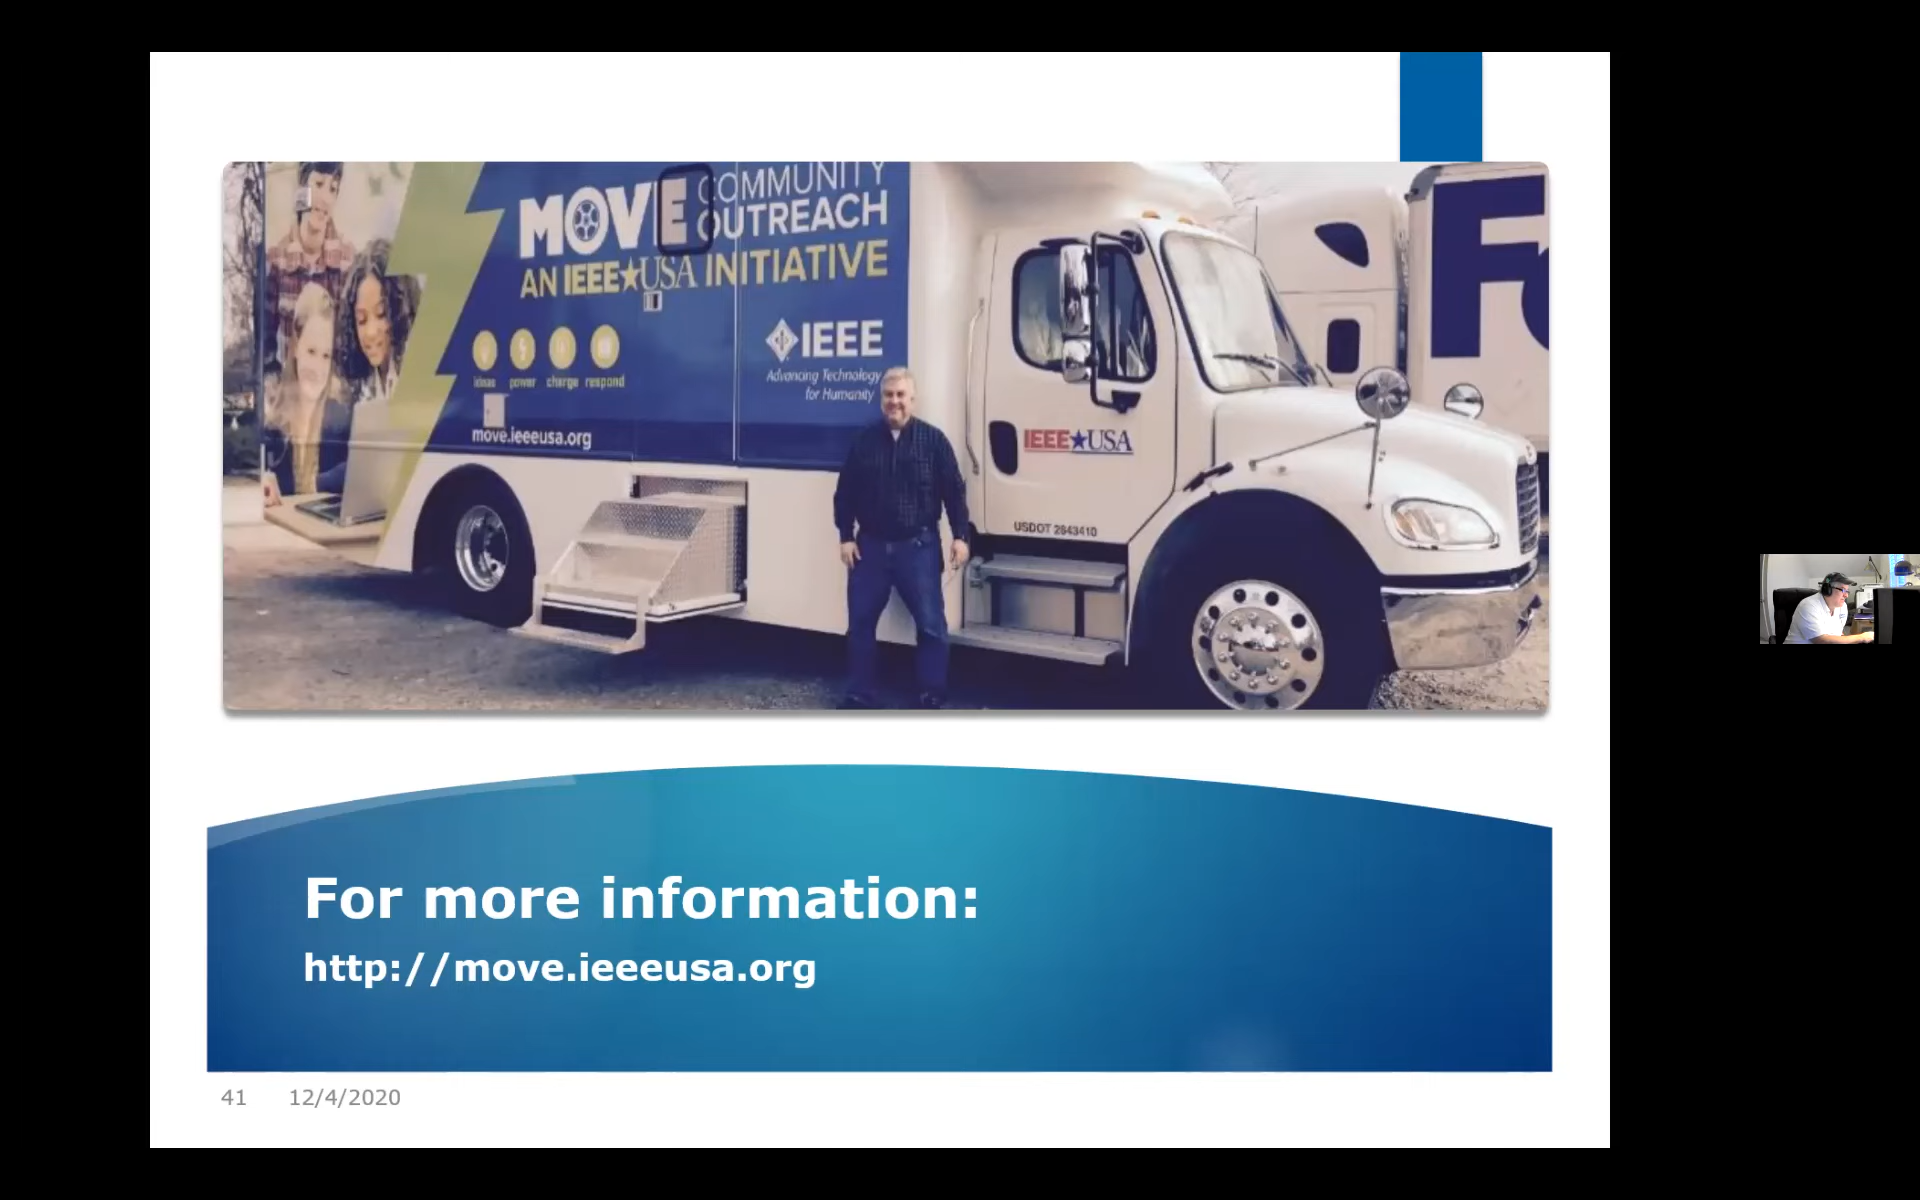 MOVE COMMUNITY
OUTREACH
AN IEEE★USA INITIATIVE
IEEE
Advancing Technology
for Humanity
ideas power charge respond
move.ieeeusa.org
IEEE★USA
USDOT 2843410
For more information:
http://move.ieeeusa.org
41 12/4/2020